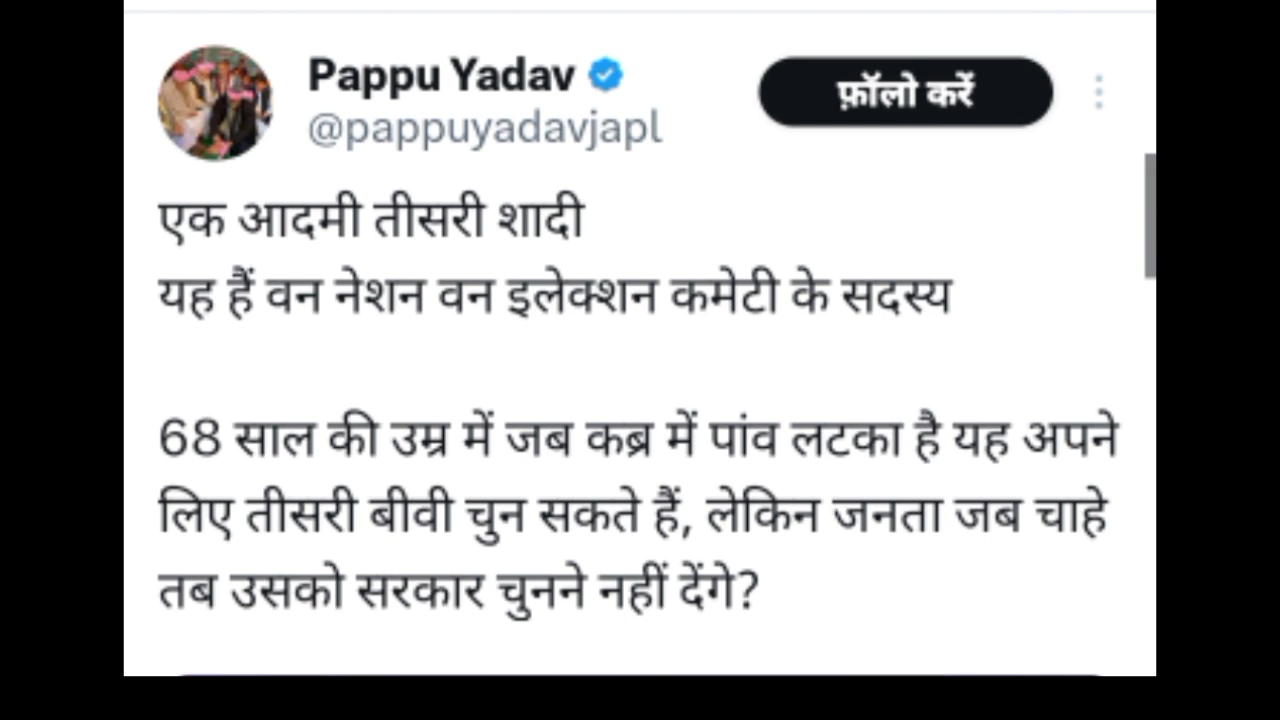 Pappu Yadav
फ़ॉलो करें
@pappuyadavjapl
एक आदमी तीसरी शादी
यह हैं वन नेशन वन इलेक्शन कमेटी के सदस्य
68 साल की उम्र में जब कब्र में पांव लटका है यह अपने
लिए तीसरी बीवी चुन सकते हैं, लेकिन जनता जब चाहे
तब उसको सरकार चुनने नहीं देंगे?